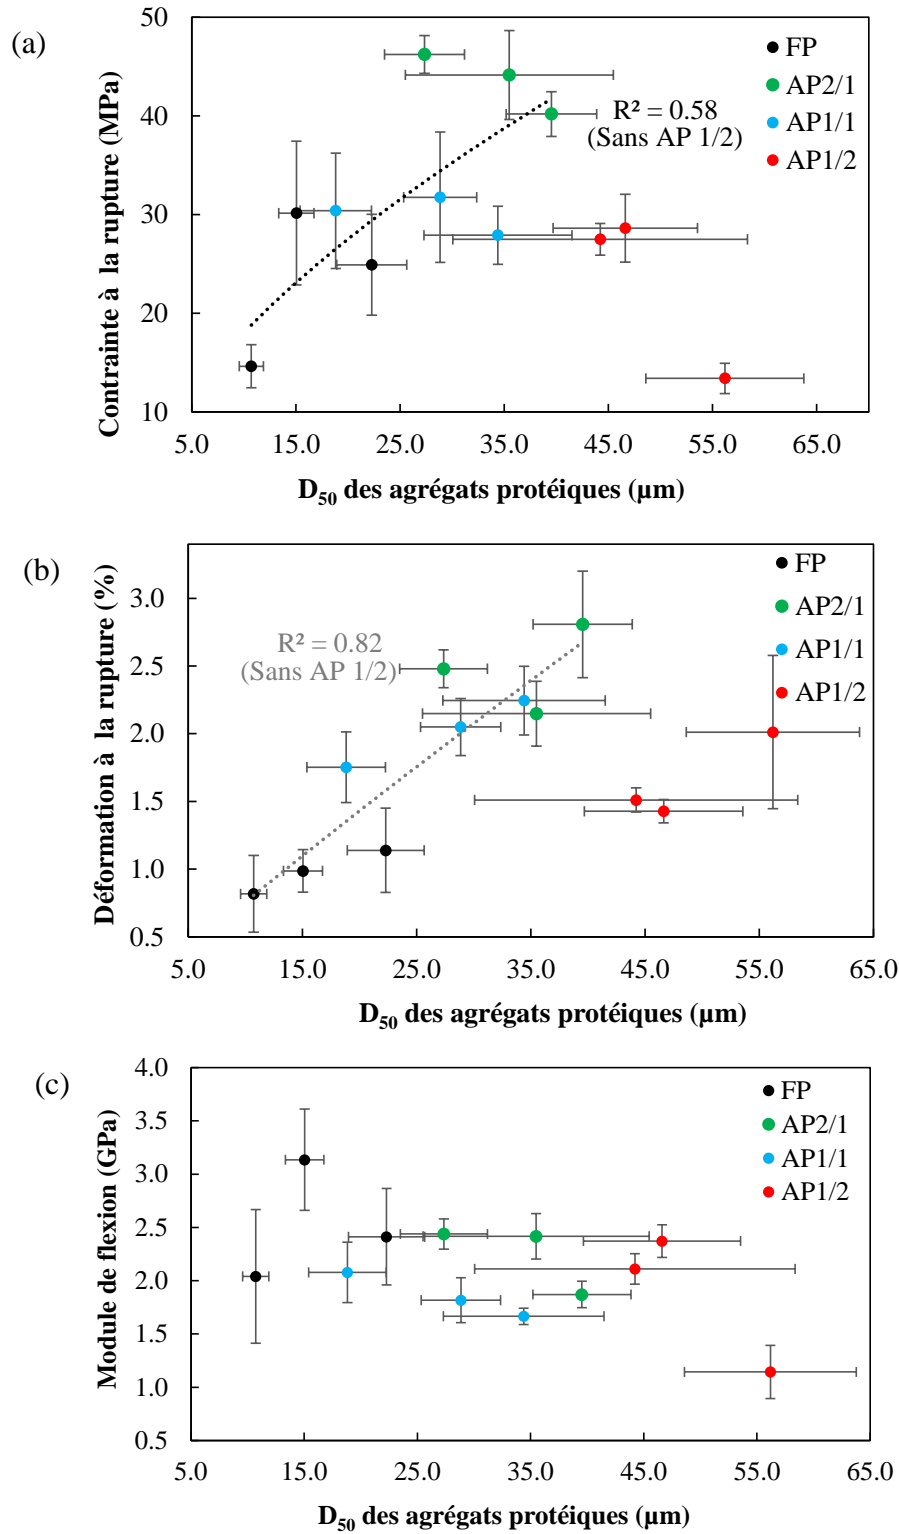 (a)
Contrainte à la rupture (MPa)
50
40
30
20
10
FP
AP2/1
AP1/1
AP1/2
R² = 0.58
(Sans AP 1/2)
5.0 15.0 25.0 35.0 45.0 55.0 65.0
D₅₀ des agrégats protéiques (µm)
(b)
Déformation à la rupture (%)
3.0
2.5
2.0
1.5
1.0
0.5
FP
AP2/1
AP1/1
AP1/2
R² = 0.82
(Sans AP 1/2)
5.0 15.0 25.0 35.0 45.0 55.0 65.0
D₅₀ des agrégats protéiques (µm)
(c)
Module de flexion (GPa)
4.0
3.5
3.0
2.5
2.0
1.5
1.0
0.5
FP
AP2/1
AP1/1
AP1/2
5.0 15.0 25.0 35.0 45.0 55.0 65.0
D₅₀ des agrégats protéiques (µm)